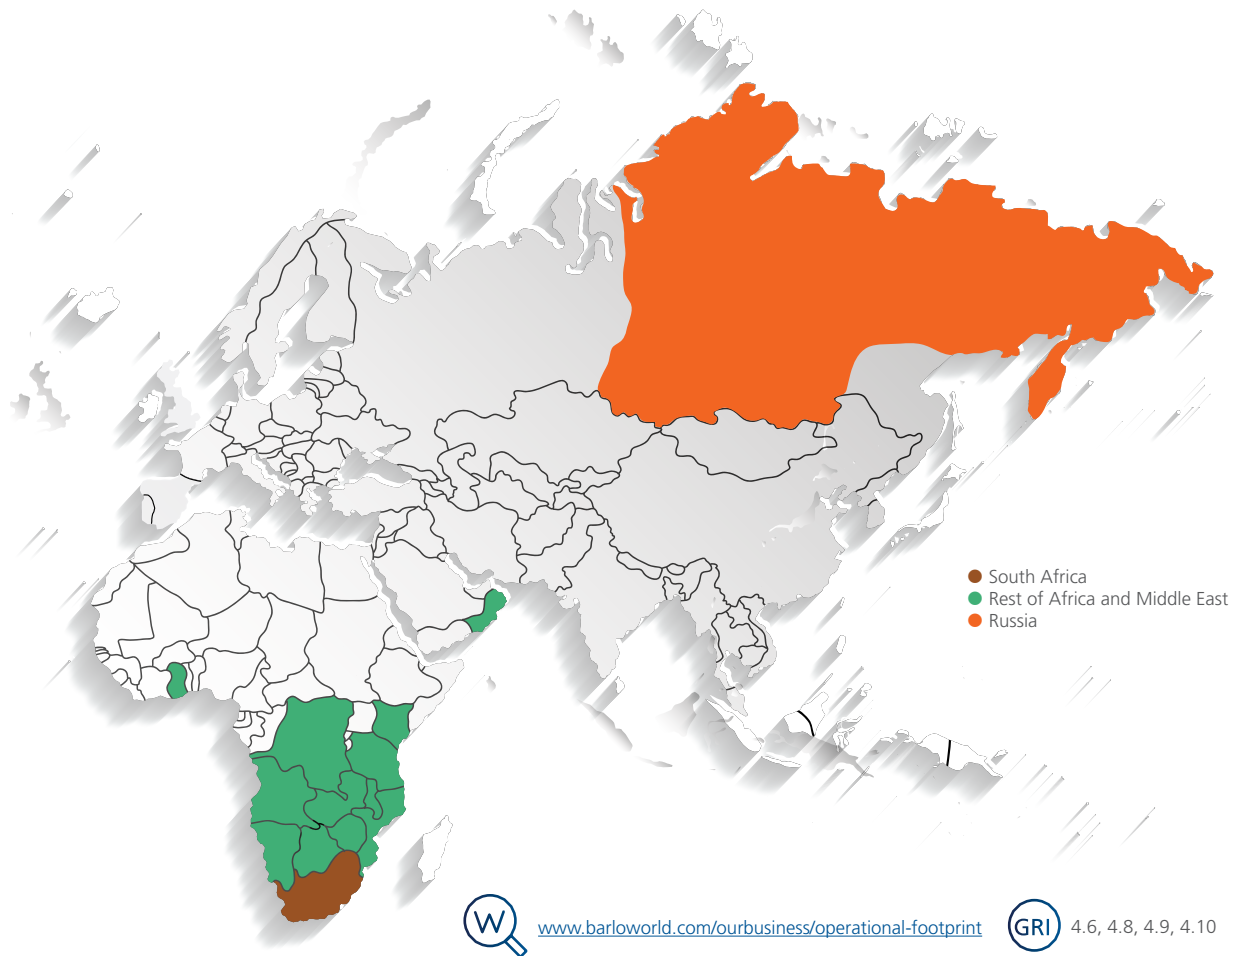 South Africa
Rest of Africa and Middle East
Russia
W www.barloworld.com/ourbusiness/operational-footprint GRI 4.6, 4.8, 4.9, 4.10